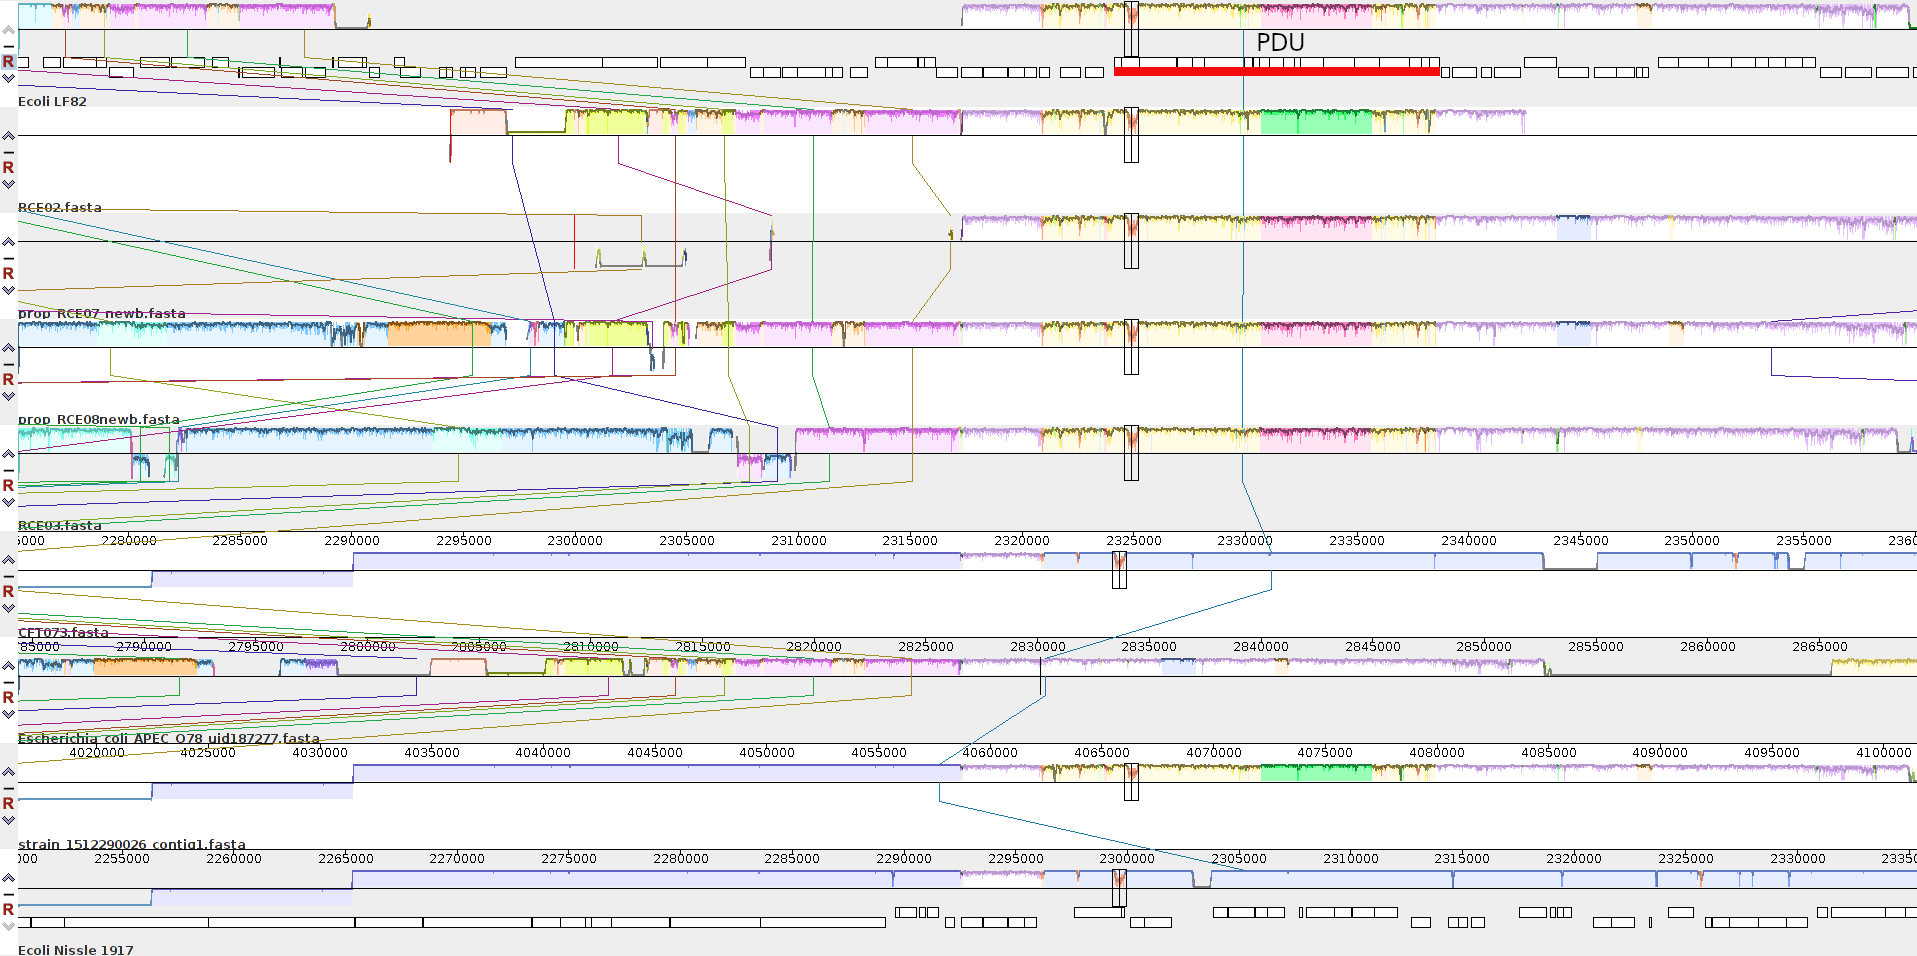 R
PDU
Ecoli LF82
R
RCE02.fasta
R
prop_RCE07_newb.fasta
R
prop_RCE08newb.fasta
R
RCE03.fasta
5000 2280000 2285000 2290000 2295000 2300000 2305000 2310000 2315000 2320000 2325000 2330000 2335000 2340000 2345000 2350000 2355000 2360
R
CFT073.fasta
85000 2790000 2795000 2800000 2805000 2810000 2815000 2820000 2825000 2830000 2835000 2840000 2845000 2850000 2855000 2860000 2865000
R
Escherichia_coli_APEC_O78_uid187277.fasta
4020000 4025000 4030000 4035000 4040000 4045000 4050000 4055000 4060000 4065000 4070000 4075000 4080000 4085000 4090000 4095000 4100000
R
strain_1512290026_contig1.fasta
000 2255000 2260000 2265000 2270000 2275000 2280000 2285000 2290000 2295000 2300000 2305000 2310000 2315000 2320000 2325000 2330000 23350
R
Ecoli Nissle 1917